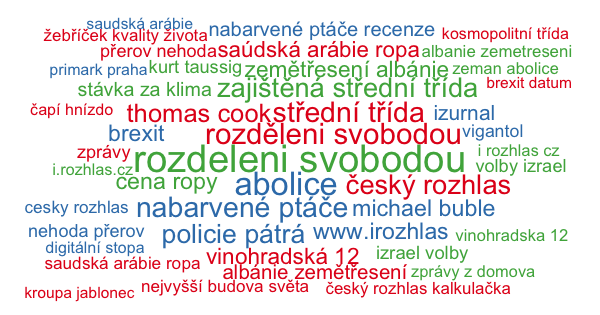 saudská arábie
žebříček kvality života
nabarvené ptáče recenze
kosmopolitní třída
přerov nehoda
saúdská arábie ropa
albanie zemetreseni
primark praha
kurt taussig
zemětřesení albánie
zeman abolice
stávka za klima
zajištěná střední třída
brexit datum
čapí hnízdo
thomas cook
střední třída
izurnal
brexit
rozděleni svobodou
vigantol
zprávy
rozdeleni svobodou
i rozhlas cz
i.rozhlas.cz
volby izrael
cena ropy
abolice
český rozhlas
cesky rozhlas
nabarvené ptáče
michael buble
nehoda přerov
policie pátrá
www.irozhlas
vinohradska 12
digitální stopa
vinohradská 12
izrael volby
saudská arábie ropa
albánie zemětřesení
zprávy z domova
kroupa jablonec
nejvyšší budova světa
český rozhlas kalkulačka